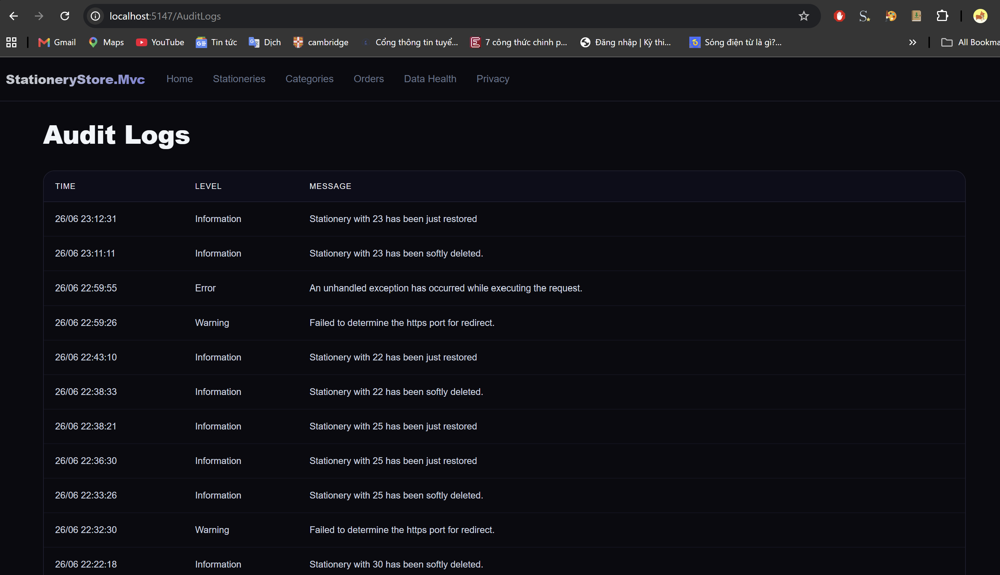 localhost:5147/AuditLogs
Gmail Maps YouTube Tin tức Dịch cambridge Cổng thông tin tuyể... 7 công thức chinh p... Đăng nhập | Kỳ thi... Sóng điện từ là gì?... All Bookma
StationeryStore.Mvc Home Stationeries Categories Orders Data Health Privacy
Audit Logs
TIME LEVEL MESSAGE
26/06 23:12:31 Information Stationery with 23 has been just restored
26/06 23:11:11 Information Stationery with 23 has been softly deleted.
26/06 22:59:55 Error An unhandled exception has occurred while executing the request.
26/06 22:59:26 Warning Failed to determine the https port for redirect.
26/06 22:43:10 Information Stationery with 22 has been just restored
26/06 22:38:33 Information Stationery with 22 has been softly deleted.
26/06 22:38:21 Information Stationery with 25 has been just restored
26/06 22:36:30 Information Stationery with 25 has been just restored
26/06 22:33:26 Information Stationery with 25 has been softly deleted.
26/06 22:32:30 Warning Failed to determine the https port for redirect.
26/06 22:22:18 Information Stationery with 30 has been softly deleted.